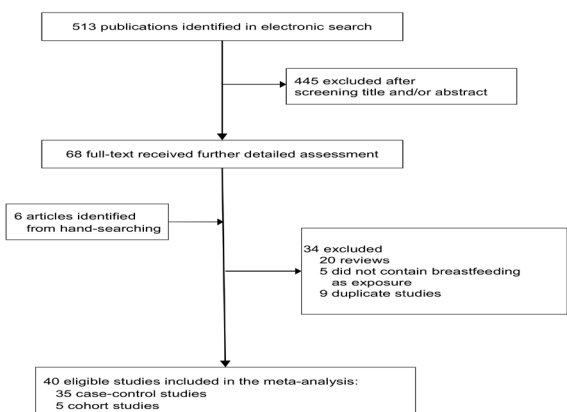 513 publications identified in electronic search
445 excluded after
screening title and/or abstract
68 full-text received further detailed assessment
6 articles identified
from hand-searching
34 excluded
20 reviews
5 did not contain breastfeeding
as exposure
9 duplicate studies
40 eligible studies included in the meta-analysis:
35 case-control studies
5 cohort studies